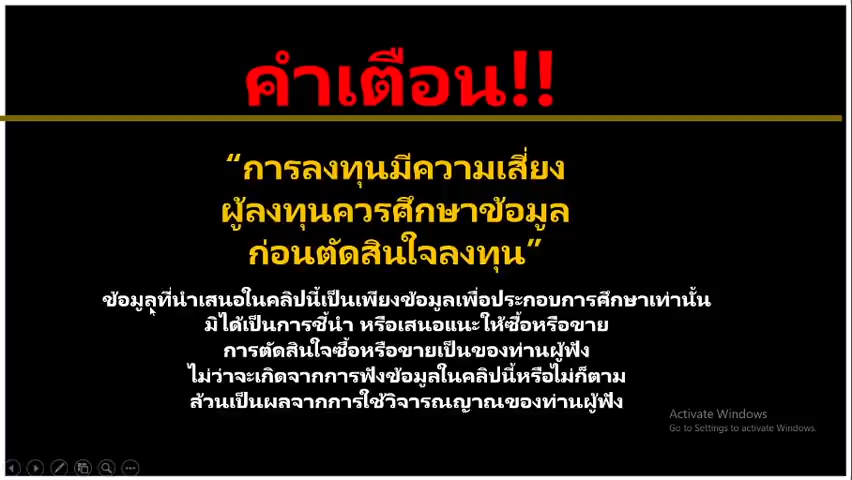 คำเตือน!!
“การลงทุนมีความเสี่ยง
ผู้ลงทุนควรศึกษาข้อมูล
ก่อนตัดสินใจลงทุน”
ข้อมูลที่นำเสนอในคลิปนี้เป็นเพียงข้อมูลเพื่อประกอบการศึกษาเท่านั้น
มิได้เป็นการชี้นำ หรือเสนอแนะให้ซื้อหรือขาย
การตัดสินใจซื้อหรือขายเป็นของท่านผู้ฟัง
ไม่ว่าจะเกิดจากการฟังข้อมูลในคลิปนี้หรือไม่ก็ตาม
ล้วนเป็นผลจากการใช้วิจารณญาณของท่านผู้ฟัง
Activate Windows
Go to Settings to activate Windows.